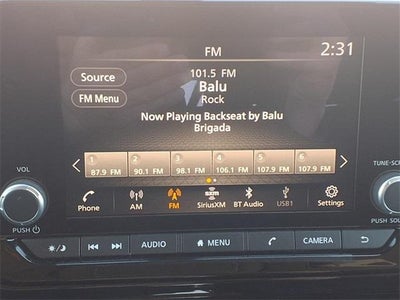 FM
2:31
Source
FM Menu
101.5 FM
Balu
Rock
Now Playing Backseat by Balu
Brigada
1 2 3 4 5 6
87.9 FM 90.1 FM 98.1 FM 106.1 FM 107.9 FM 107.9 FM
Phone AM FM SiriusXM BT Audio USB1 Settings
VOL
PUSH
TUNE-SCR
PUSH SOU
AUDIO MENU CAMERA